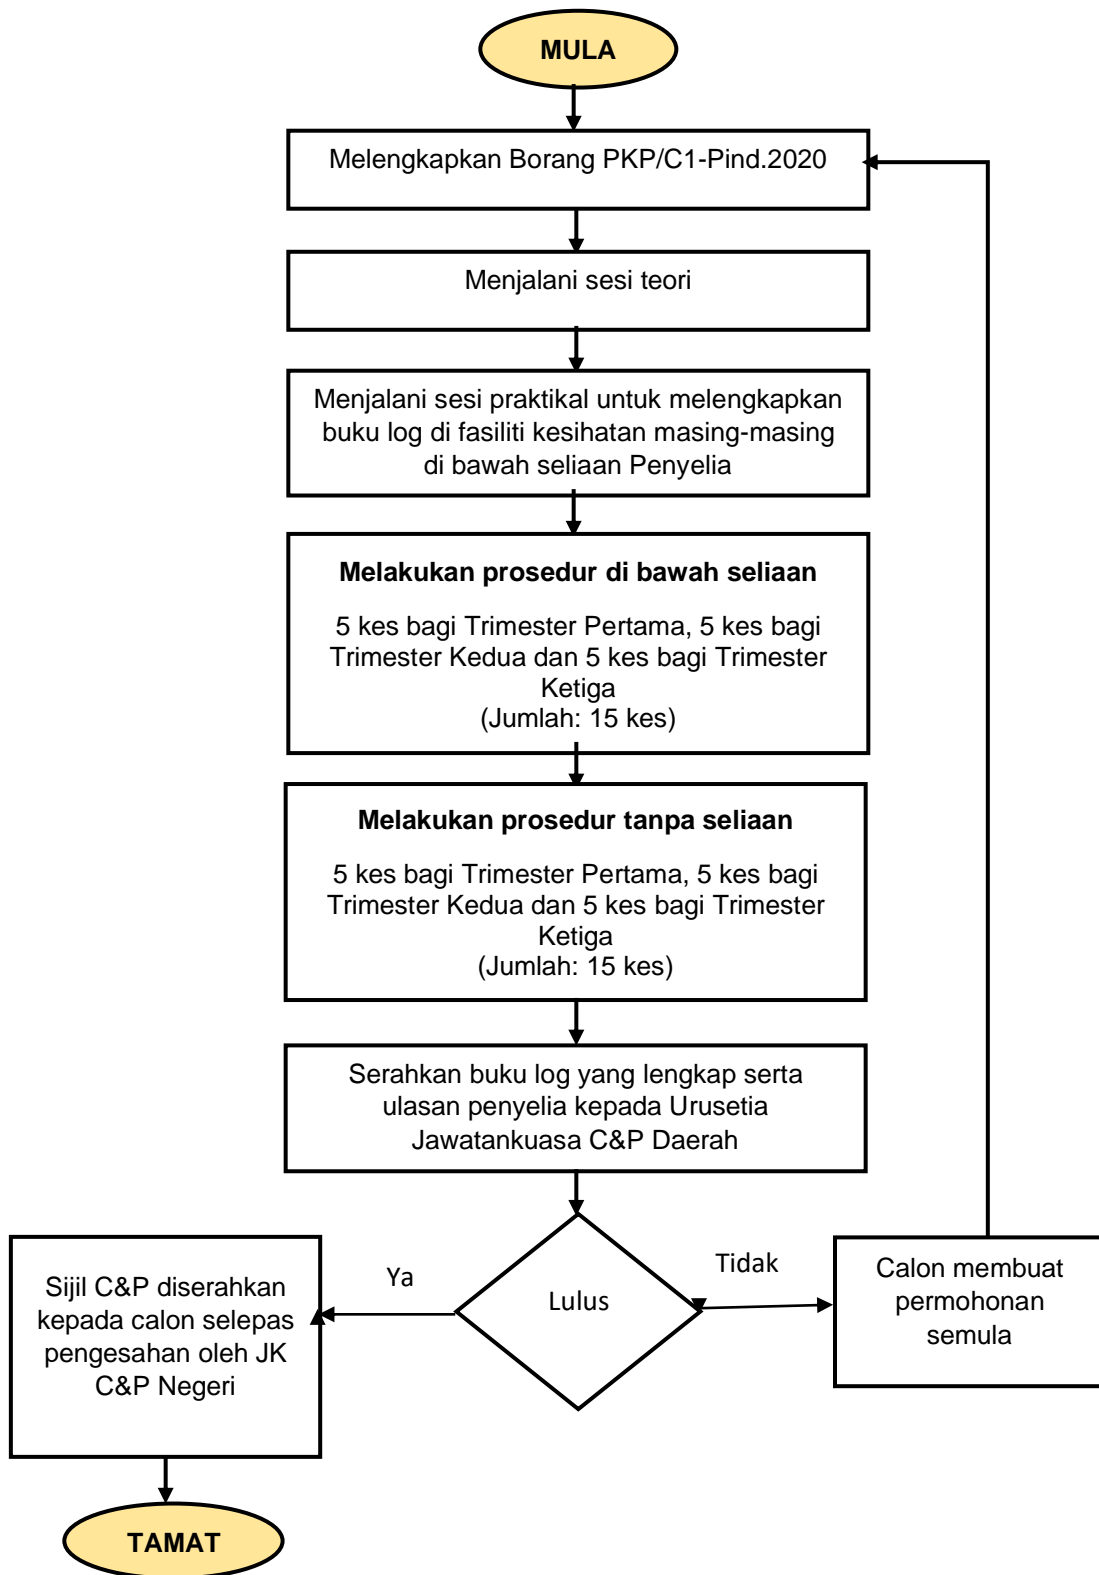 MULA
Melengkapkan Borang PKP/C1-Pind.2020
Menjalani sesi teori
Menjalani sesi praktikal untuk melengkapkan
buku log di fasiliti kesihatan masing-masing
di bawah seliaan Penyelia
Melakukan prosedur di bawah seliaan
5 kes bagi Trimester Pertama, 5 kes bagi
Trimester Kedua dan 5 kes bagi Trimester
Ketiga
(Jumlah: 15 kes)
Melakukan prosedur tanpa seliaan
5 kes bagi Trimester Pertama, 5 kes bagi
Trimester Kedua dan 5 kes bagi Trimester
Ketiga
(Jumlah: 15 kes)
Serahkan buku log yang lengkap serta
ulasan penyelia kepada Urusetia
Jawatankuasa C&P Daerah
Lulus
Ya
Tidak
Sijil C&P diserahkan
kepada calon selepas
pengesahan oleh JK
C&P Negeri
Calon membuat
permohonan
semula
TAMAT